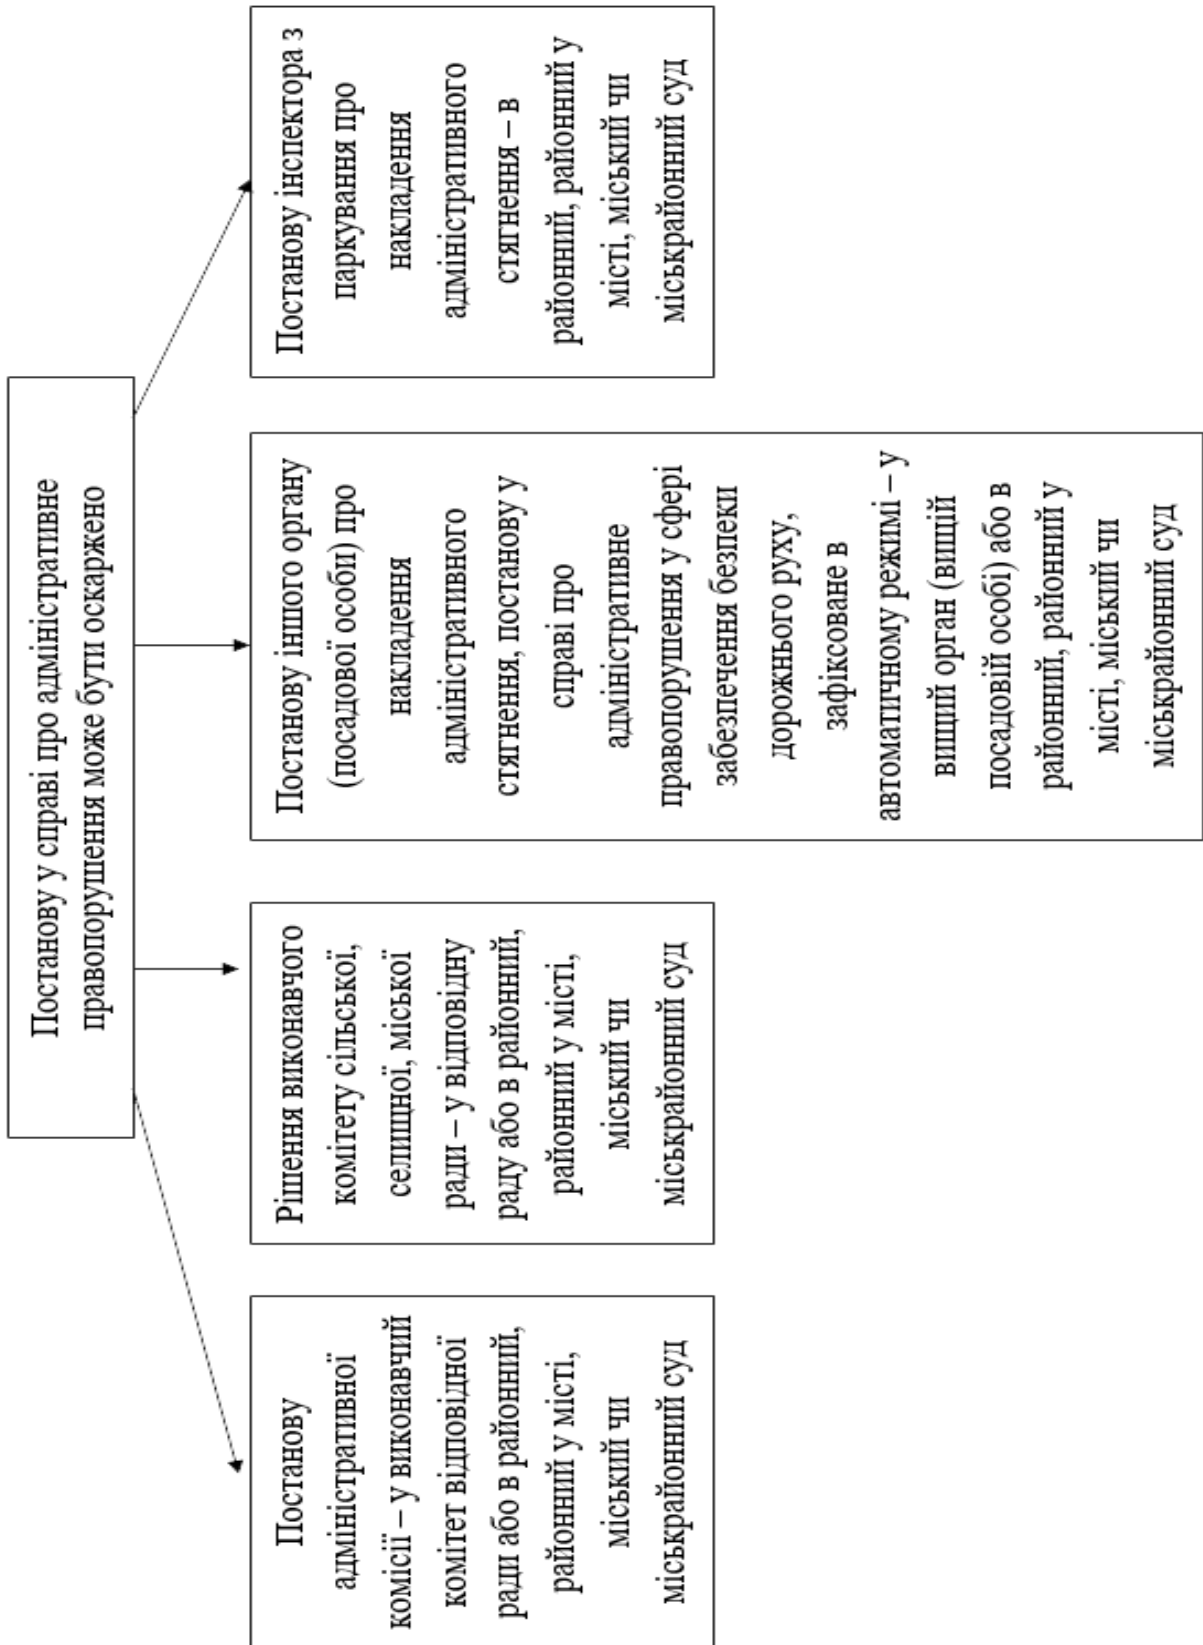 Постанову у справі про адміністративне
правопорушення може бути оскаржено
Постанову
адміністративної
комісії – у виконавчий
комітет відповідної
ради або в районний,
районний у місті,
міський чи
міськрайонний суд
Рішення виконавчого
комітету сільської,
селищної, міської
ради – у відповідну
раду або в районний,
районний у місті,
міський чи
міськрайонний суд
Постанову іншого органу
(посадової особи) про
накладення
адміністративного
стягнення, постанову у
справі про
адміністративне
правопорушення у сфері
забезпечення безпеки
дорожнього руху,
зафіксоване в
автоматичному режимі – у
вищий орган (вищій
посадовій особі) або в
районний, районний у
місті, міський чи
міськрайонний суд
Постанову інспектора з
паркування про
накладення
адміністративного
стягнення – в
районний, районний у
місті, міський чи
міськрайонний суд